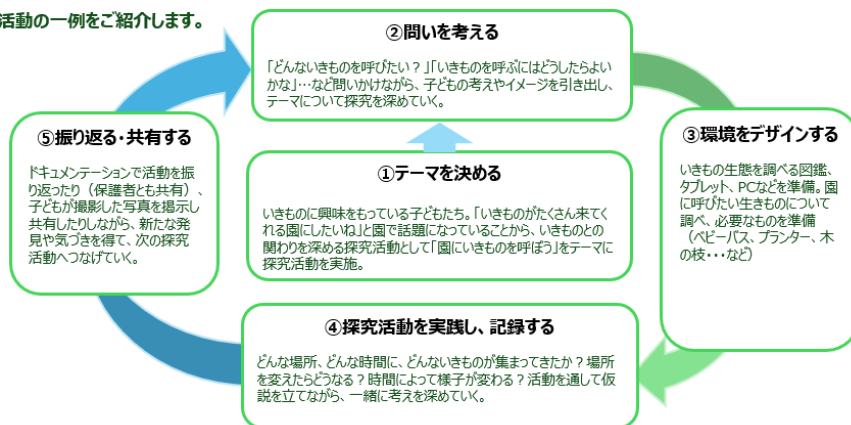 活動の一例をご紹介します。
②問いを考える
「どんないきものを呼びたい?」「いきものを呼ぶにはどうしたらよい
かな」…など問いかけながら、子どもの考えやイメージを引き出し、
テーマについて探究を深めていく。
⑤振り返る・共有する
ドキュメンテーションで活動を振
り返ったり（保護者とも共有）、
子どもが撮影した写真を掲示し
共有したりしながら、新たな発
見や気づきを得て、次の探究
活動へつなげていく。
①テーマを決める
いきものに興味をもっている子どもたち。「いきものがたくさん来てく
れる園にしたいね」と園で話題になっていることから、いきものとの
関わりを深める探究活動として「園にいきものを呼ぼう」をテーマに
探究活動を実施。
③環境をデザインする
いきもの生態を調べる図鑑、
タブレット、PCなどを準備。園
に呼びたい生きものについて
調べ、必要なものを準備
（ベビーバス、プランター、木
の枝・・・など）
④探究活動を実践し、記録する
どんな場所、どんな時間に、どんないきものが集まってきたか?場所
を変えたらどうなる?時間によって様子が変わる?活動を通して仮
説を立てながら、一緒に考えを深めていく。